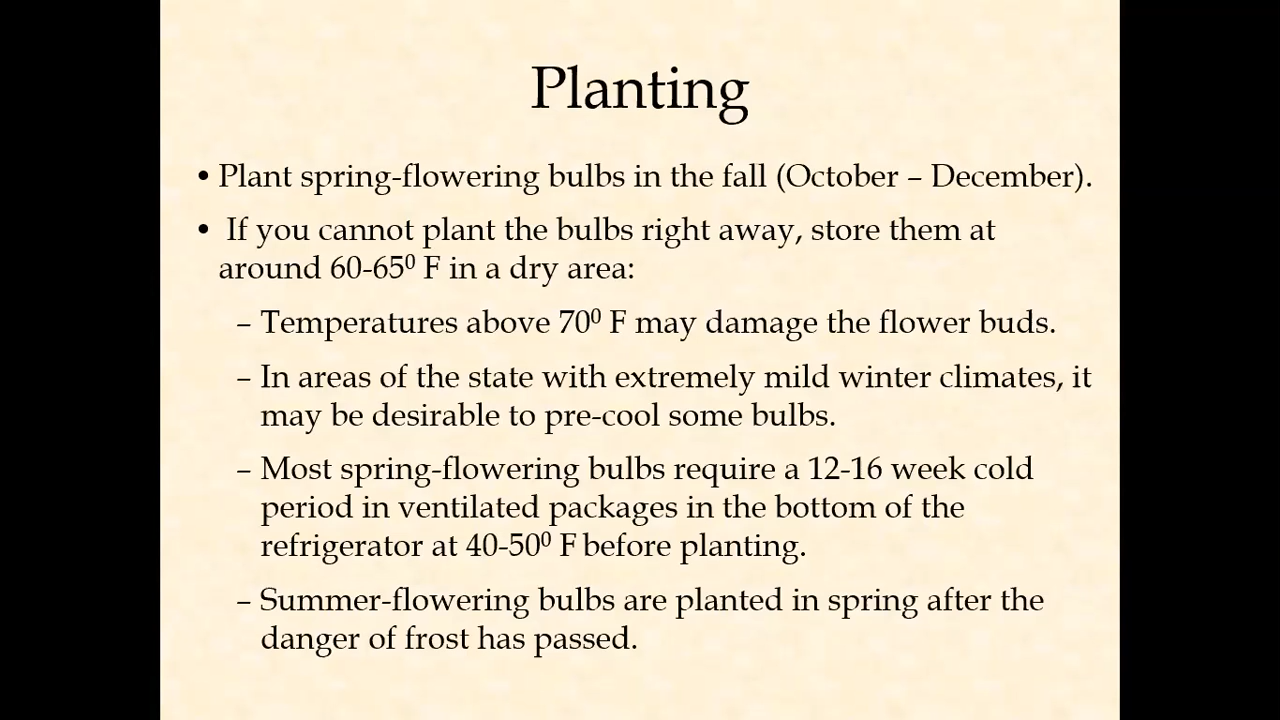 Planting
• Plant spring-flowering bulbs in the fall (October – December).
• If you cannot plant the bulbs right away, store them at
around 60-65⁰ F in a dry area:
– Temperatures above 70⁰ F may damage the flower buds.
– In areas of the state with extremely mild winter climates, it
may be desirable to pre-cool some bulbs.
– Most spring-flowering bulbs require a 12-16 week cold
period in ventilated packages in the bottom of the
refrigerator at 40-50⁰ F before planting.
– Summer-flowering bulbs are planted in spring after the
danger of frost has passed.